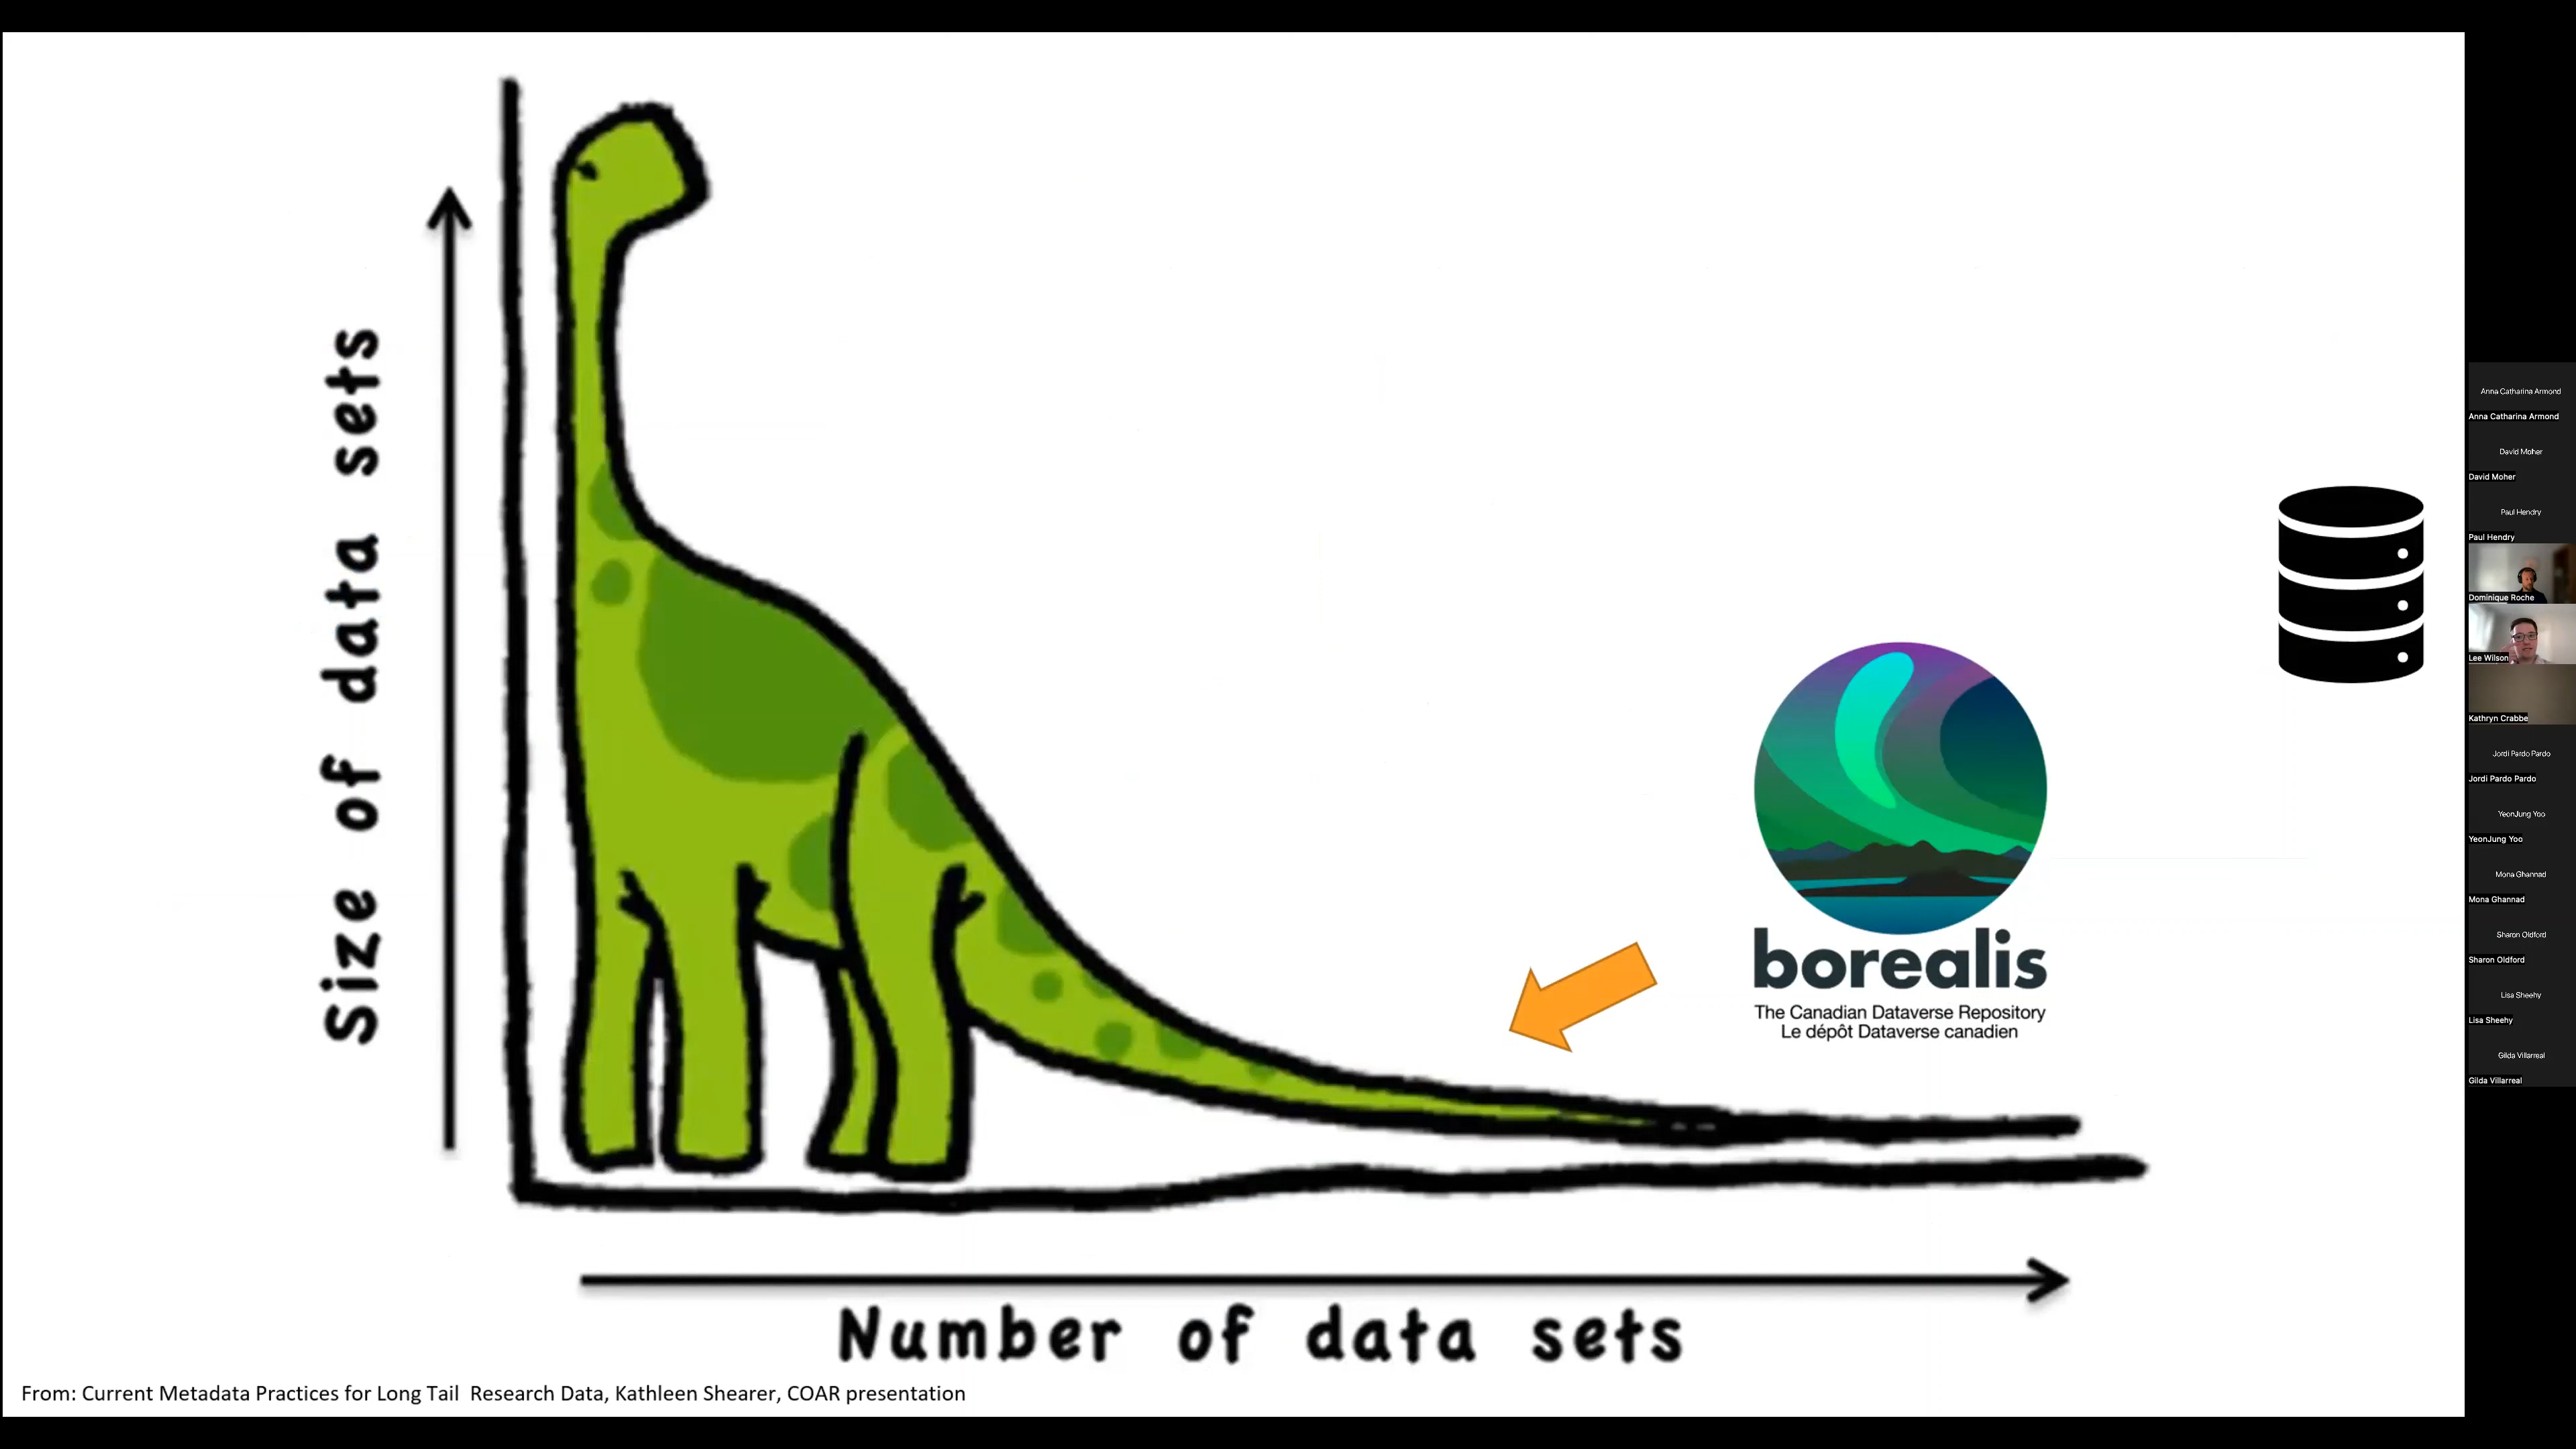 Size of data sets
borealis
The Canadian Dataverse Repository
Le dépôt Dataverse canadien
Number of data sets
From: Current Metadata Practices for Long Tail Research Data, Kathleen Shearer, COAR presentation
Anna Catharina Armond
Anna Catharina Armond
David Moher
David Moher
Paul Hendry
Paul Hendry
Dominique Roche
Lee Wilson
Kathryn Crabbe
Jordi Pardo Pardo
Jordi Pardo Pardo
YeonJung Yoo
YeonJung Yoo
Mona Ghannad
Mona Ghannad
Sharon Oldford
Sharon Oldford
Lisa Sheehy
Lisa Sheehy
Gilda Villarreal
Gilda Villarreal